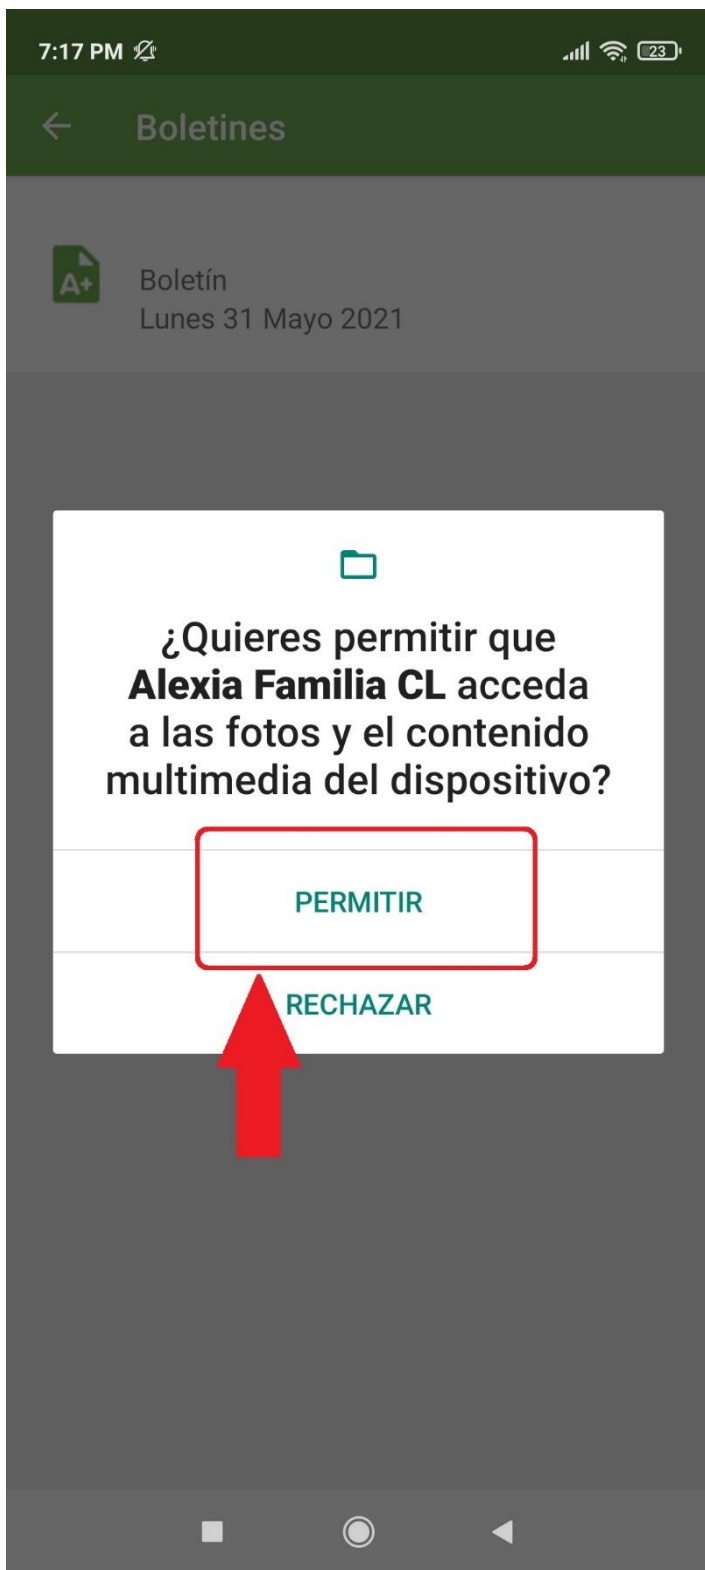 7:17 PM 23
Boletines
A+
Boletín
Lunes 31 Mayo 2021
¿Quieres permitir que
Alexia Familia CL acceda
a las fotos y el contenido
multimedia del dispositivo?
PERMITIR
RECHAZAR